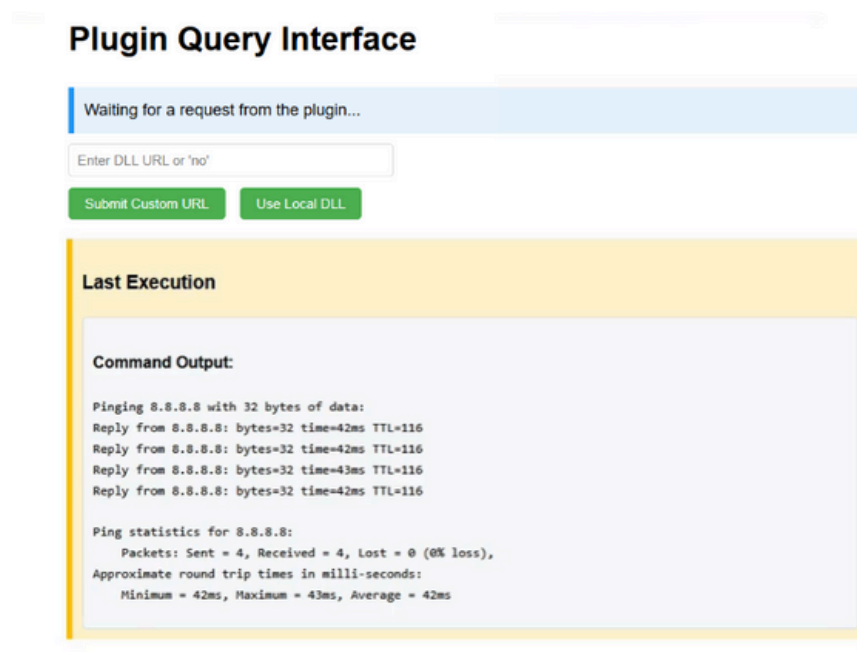 Plugin Query Interface
Waiting for a request from the plugin...
Enter DLL URL or 'no'
Submit Custom URL
Use Local DLL
Last Execution
Command Output:
Pinging 8.8.8.8 with 32 bytes of data:
Reply from 8.8.8.8: bytes=32 time=42ms TTL=116
Reply from 8.8.8.8: bytes=32 time=42ms TTL=116
Reply from 8.8.8.8: bytes=32 time=43ms TTL=116
Reply from 8.8.8.8: bytes=32 time=42ms TTL=116
Ping statistics for 8.8.8.8:
Packets: Sent = 4, Received = 4, Lost = 0 (0% loss),
Approximate round trip times in milli-seconds:
Minimum = 42ms, Maximum = 43ms, Average = 42ms